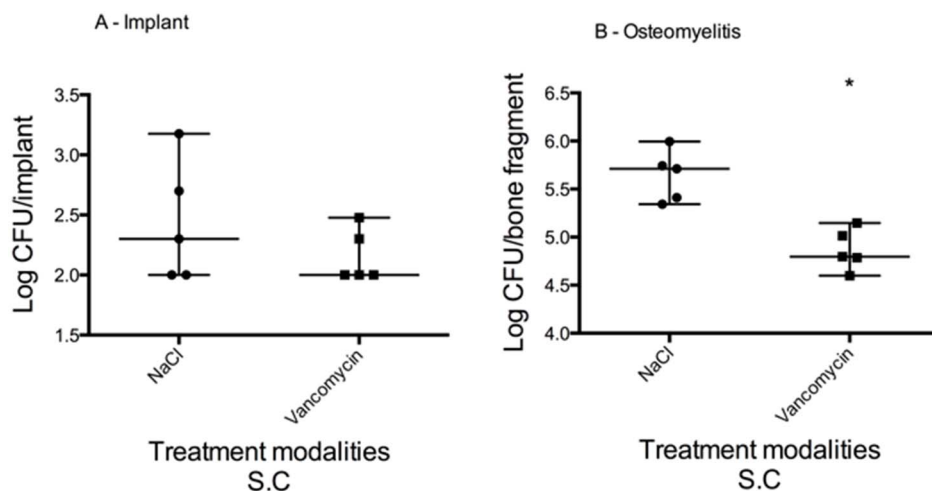 A - Implant
Log CFU/implant
3.5
3.0
2.5
2.0
1.5
NaCl
Vancomycin
Treatment modalities
S.C
B - Osteomyelitis
Log CFU/bone fragment
6.5
6.0
5.5
5.0
4.5
4.0
*
NaCl
Vancomycin
Treatment modalities
S.C